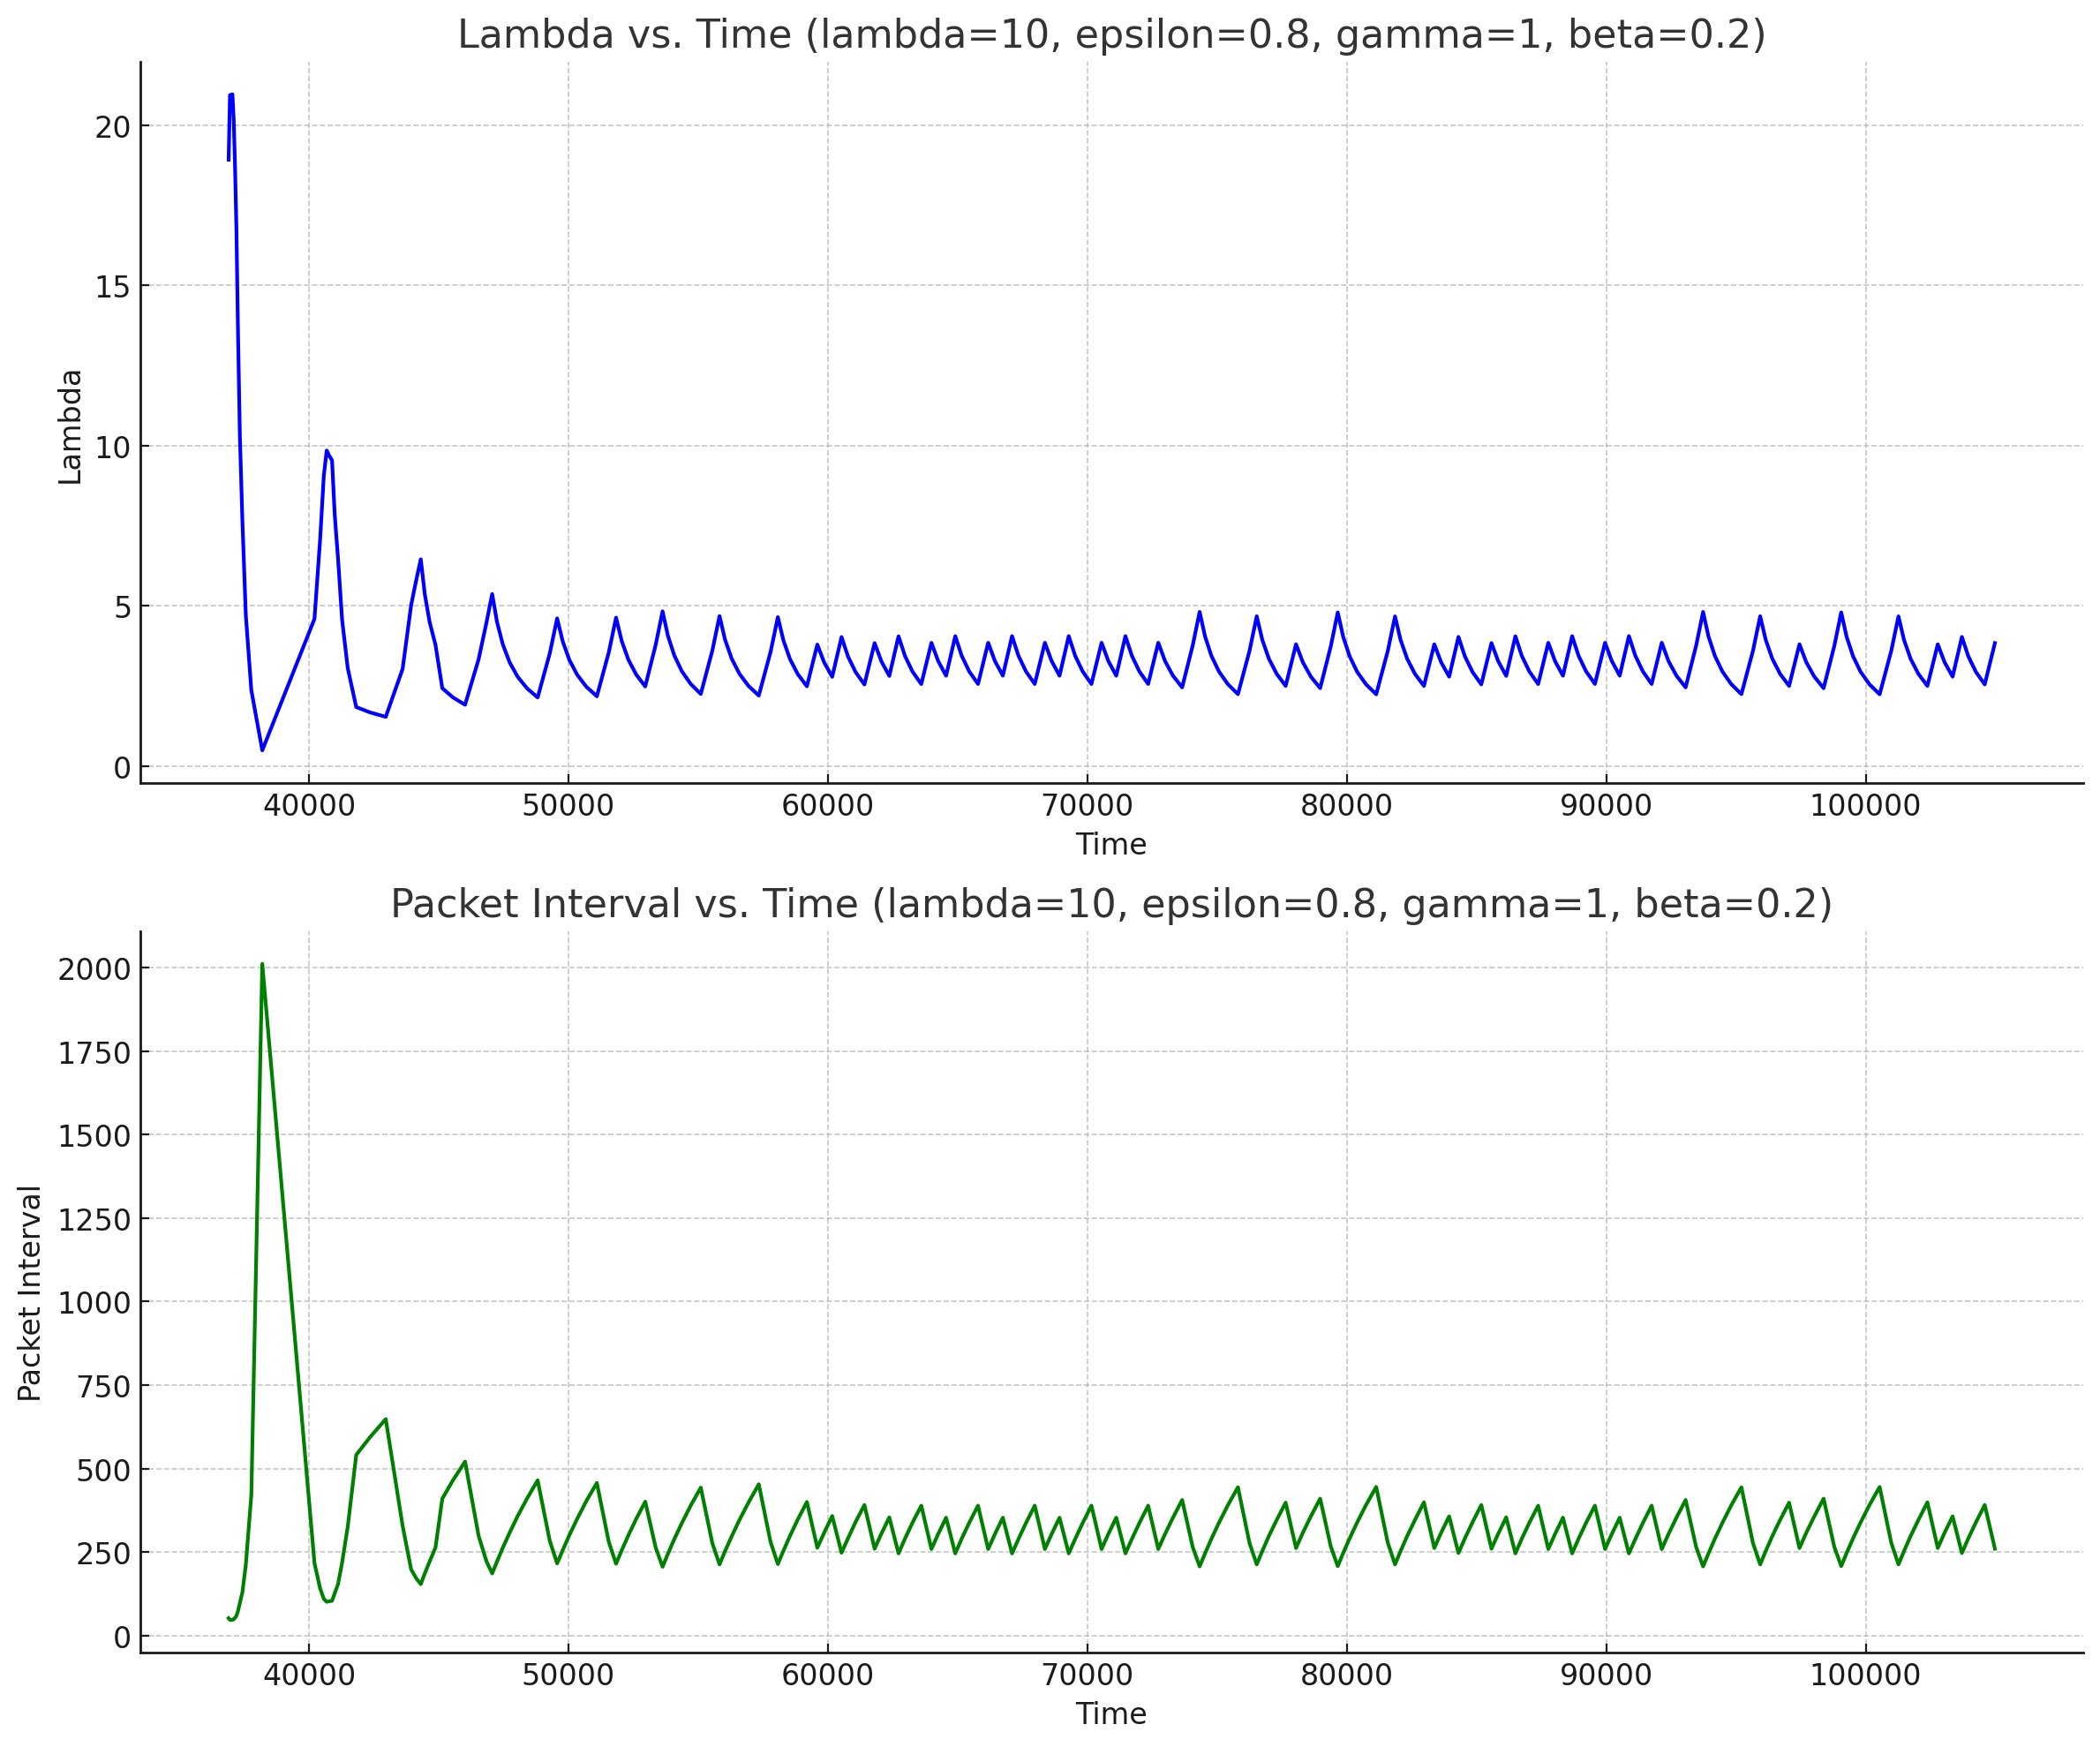 Lambda vs. Time (lambda=10, epsilon=0.8, gamma=1, beta=0.2)
Lambda
20
15
10
5
0
40000 50000 60000 70000 80000 90000 100000
Time
Packet Interval vs. Time (lambda=10, epsilon=0.8, gamma=1, beta=0.2)
Packet Interval
2000
1750
1500
1250
1000
750
500
250
0
40000 50000 60000 70000 80000 90000 100000
Time